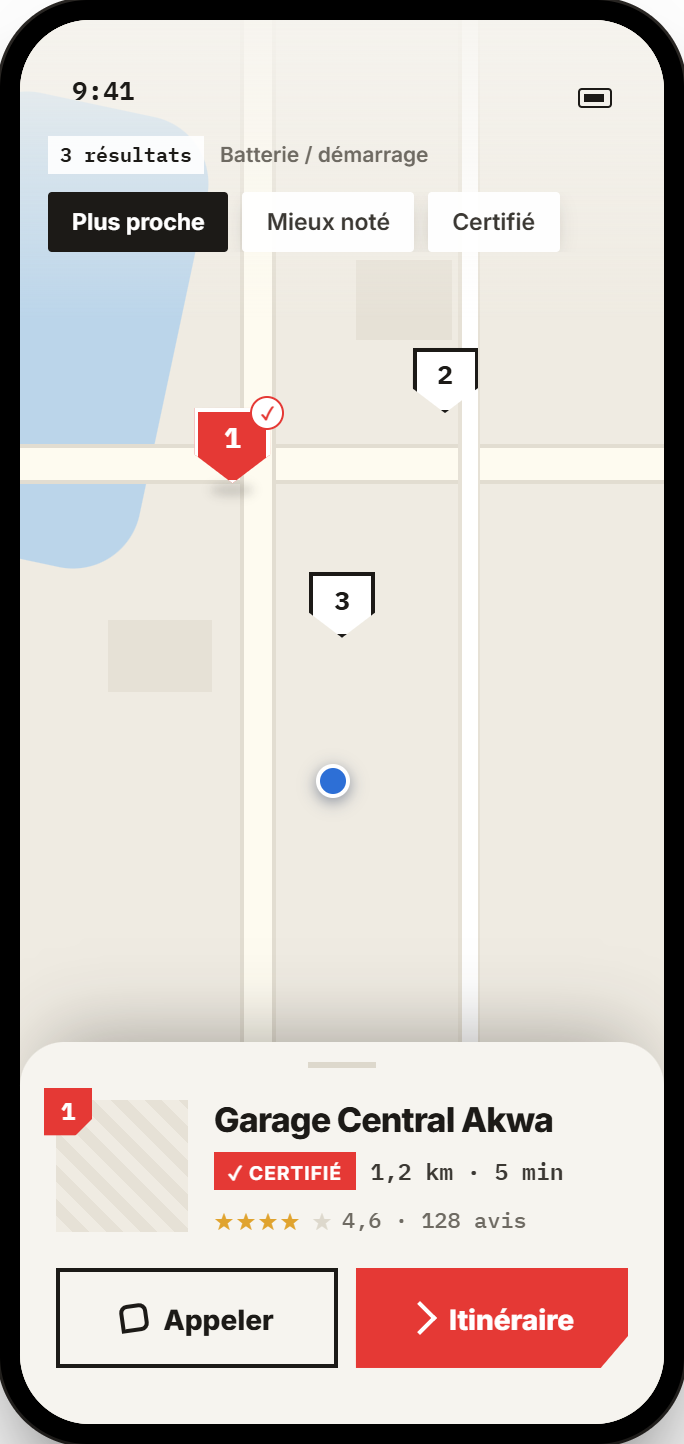 9:41
3 résultats Batterie / démarrage
Plus proche Mieux noté Certifié
2
1 ✓
3
1
Garage Central Akwa
✓ CERTIFIÉ 1,2 km · 5 min
★★★★★ 4,6 · 128 avis
Appeler Itinéraire